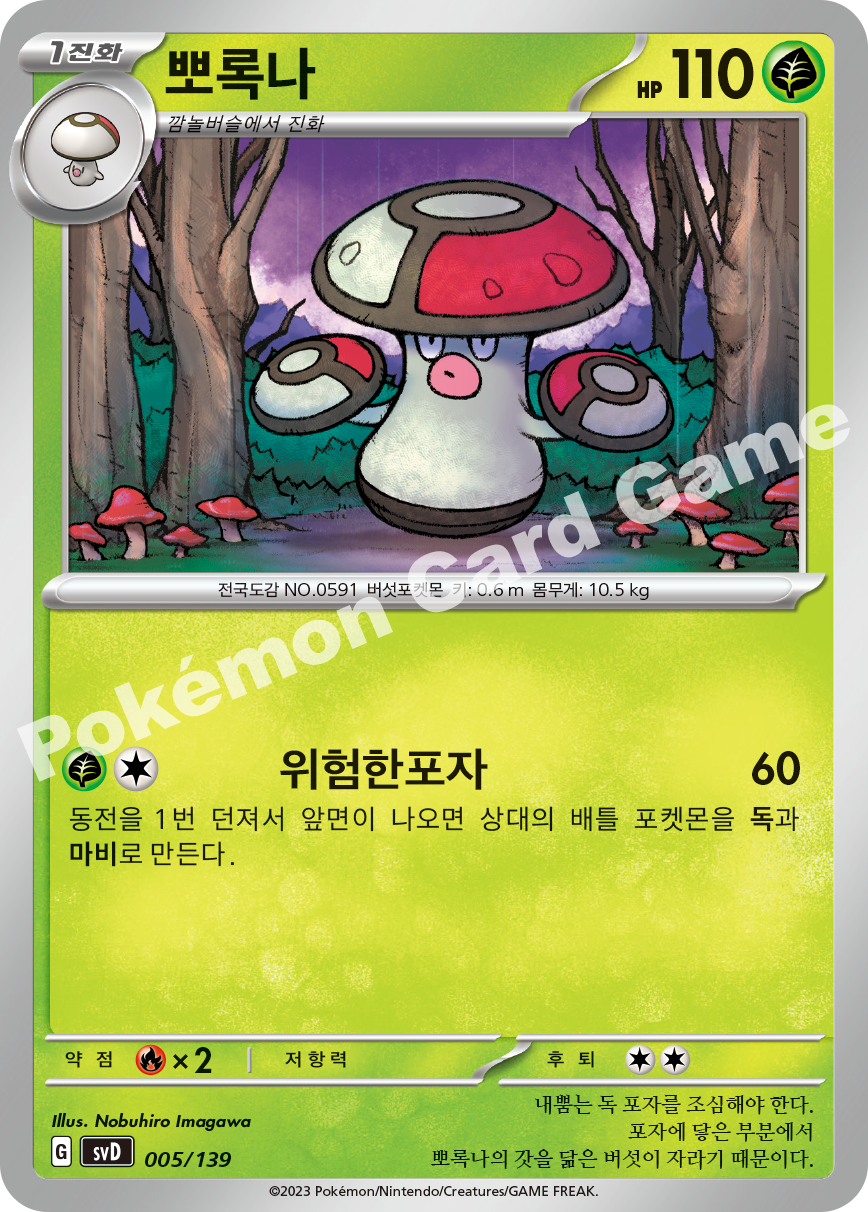 1진화
뽀록나
HP 110
깜놀버슬에서 진화
전국도감 NO.0591 버섯포켓몬 키: 0.6 m 몸무게: 10.5 kg
Pokémon Card Game
위험한포자 60
동전을 1번 던져서 앞면이 나오면 상대의 배틀 포켓몬을 독과
마비로 만든다.
약점 ×2 저항력 후퇴
내뿜는 독 포자를 조심해야 한다.
포자에 닿은 부분에서
뽀록나의 갓을 닮은 버섯이 자라기 때문이다.
Illus. Nobuhiro Imagawa
G svD 005/139
©2023 Pokémon/Nintendo/Creatures/GAME FREAK.